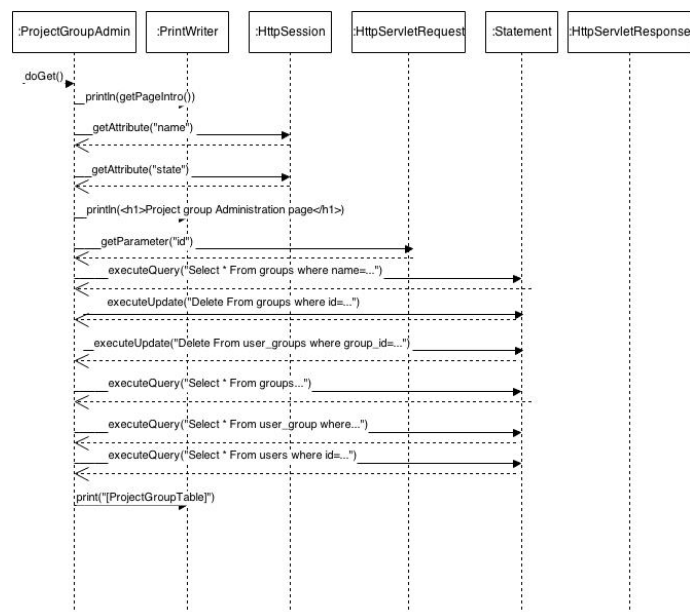 :ProjectGroupAdmin :PrintWriter :HttpSession :HttpServletRequest :Statement :HttpServletResponse
doGet()
println(getPageIntro())
getAttribute("name")
getAttribute("state")
println(<h1>Project group Administration page</h1>)
getParameter("id")
executeQuery("Select * From groups where name=...")
executeUpdate("Delete From groups where id=...")
executeUpdate("Delete From user_groups where group_id=...")
executeQuery("Select * From groups...")
executeQuery("Select * From user_group where...")
executeQuery("Select * From users where id=...")
print("[ProjectGroupTable]")